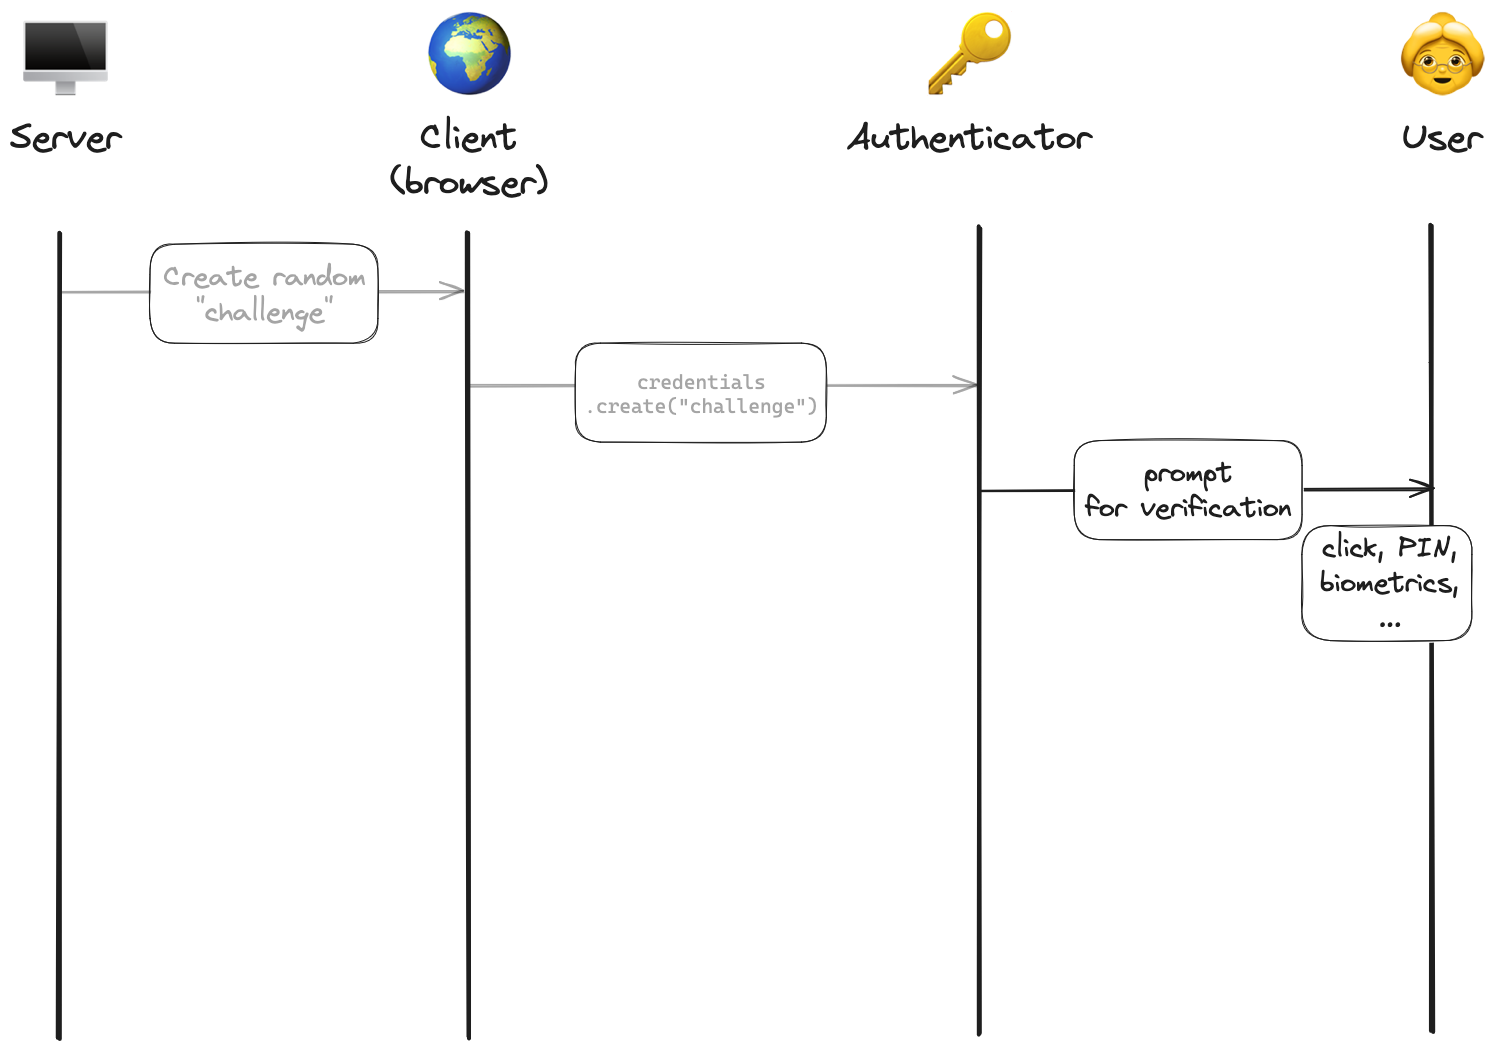 Server
Client
(browser)
Authenticator
User
Create random
"challenge"
credentials
.create("challenge")
prompt
for verification
click, PIN,
biometrics,
...